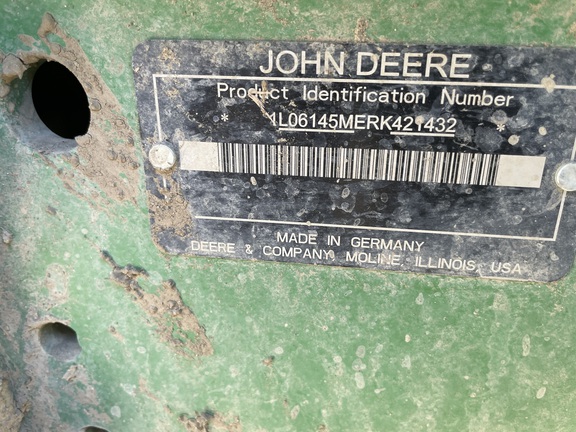 JOHN DEERE
Product Identification Number
* 1L06145MERK421432 *
MADE IN GERMANY
DEERE & COMPANY MOLINE, ILLINOIS, USA